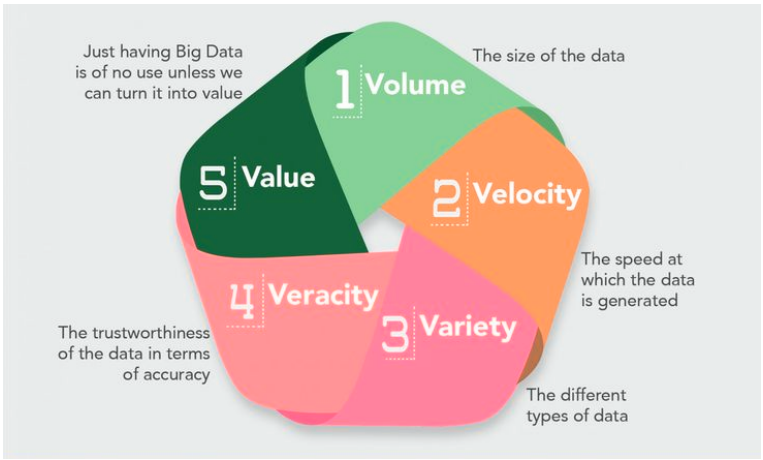 1 Volume
The size of the data
2 Velocity
The speed at
which the data
is generated
3 Variety
The different
types of data
4 Veracity
The trustworthiness
of the data in terms
of accuracy
5 Value
Just having Big Data
is of no use unless we
can turn it into value